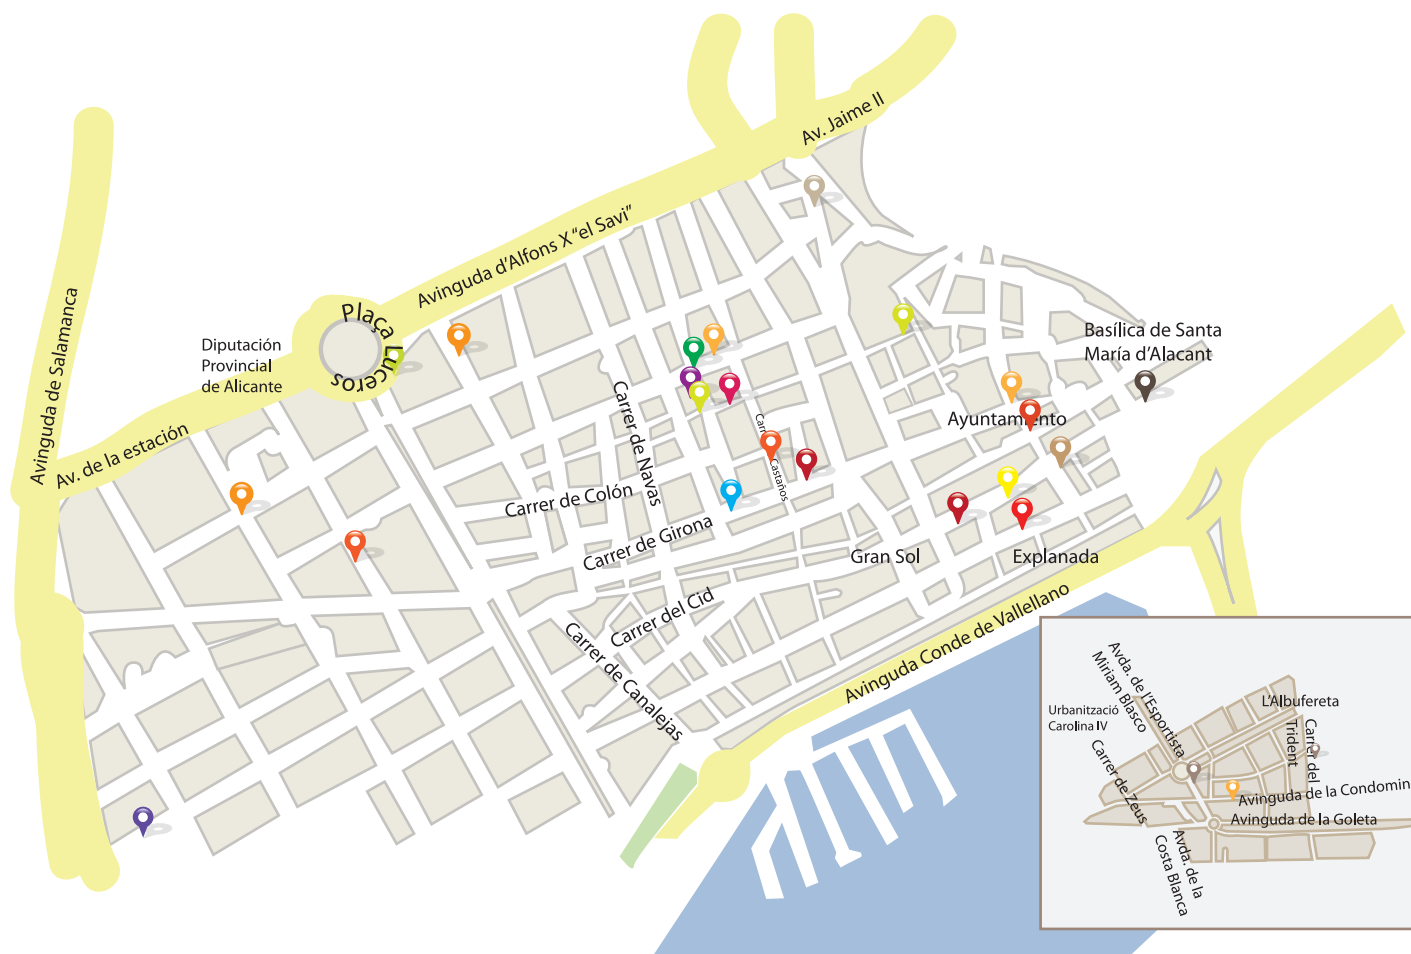 Av. Jaime II
Avinguda d'Alfons X "el Savi"
Avinguda de Salamanca
Plaça Luceros
Diputación
Provincial
de Alicante
Av. de la estación
Basílica de Santa
María d'Alacant
Ayuntamiento
Carrer de Navas
Castaños
Carrer de Colón
Carrer de Girona
Gran Sol
Explanada
Carrer del Cid
Carrer de Canalejas
Avinguda Conde de Vallellano
Avda. de l'Esportista
Miriam Blasco
Urbanització
Carolina IV
L'Albufereta
Carrer del
Trident
Carrer de Zeus
Avinguda de la Condomin
Avinguda de la Goleta
Avda. de la
Costa Blanca